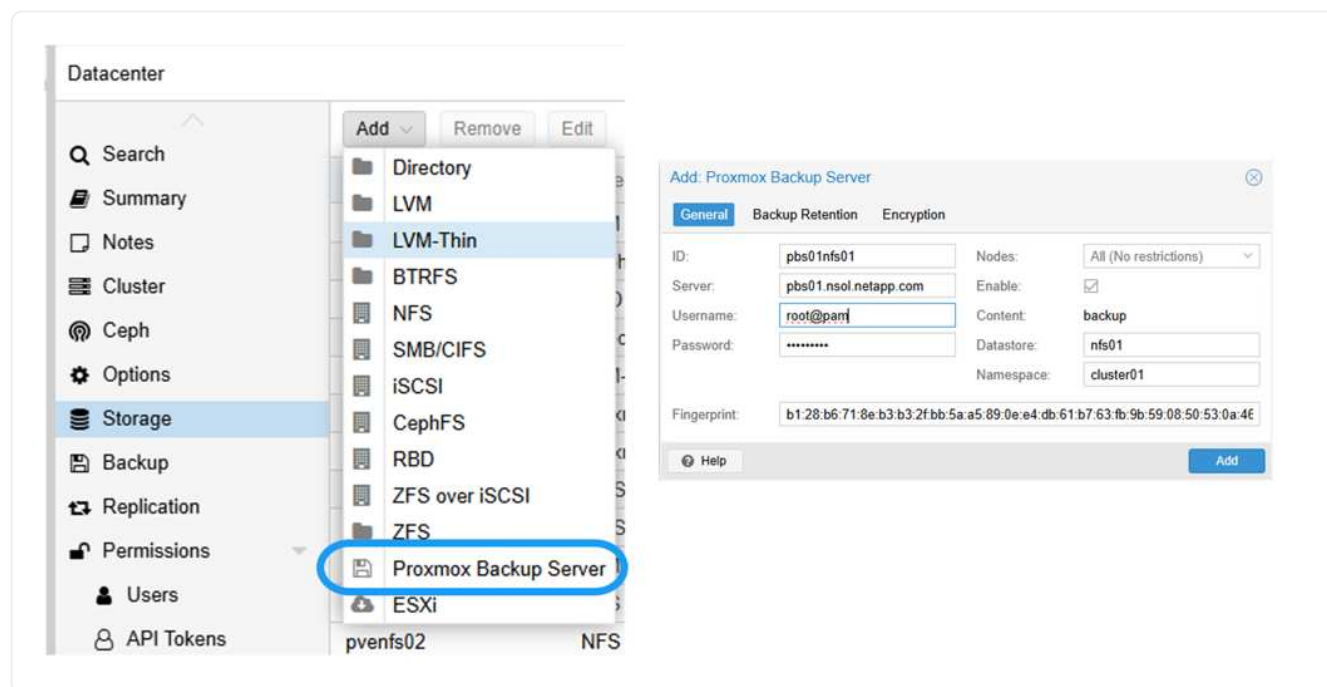 Datacenter
Search
Summary
Notes
Cluster
Ceph
Options
Storage
Backup
Replication
Permissions
Users
API Tokens
Add Remove Edit
Directory
LVM
LVM-Thin
BTRFS
NFS
SMB/CIFS
iSCSI
CephFS
RBD
ZFS over iSCSI
ZFS
Proxmox Backup Server
ESXi
pvenfs02 NFS
Add: Proxmox Backup Server
General Backup Retention Encryption
ID: pbs01nfs01 Nodes: All (No restrictions)
Server: pbs01.nsol.netapp.com Enable:
Username: root@pam Content: backup
Password: ••••••••• Datastore: nfs01
Namespace: cluster01
Fingerprint: b1:28:b6:71:8e:b3:b3:2f:bb:5a:a5:89:0e:e4:db:61:b7:63:fb:9b:59:08:50:53:0a:46
Help Add